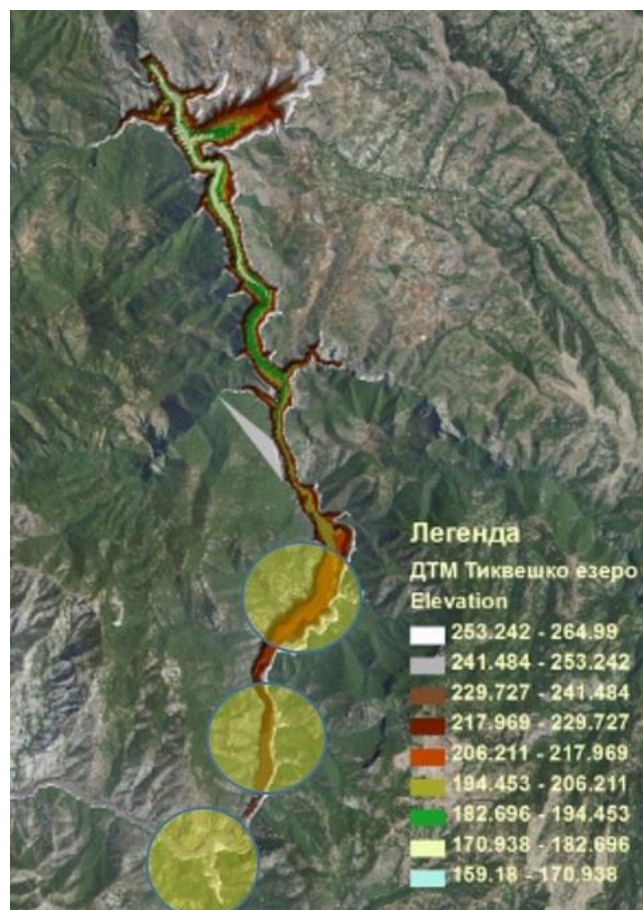 Легенда
ДТМ Тиквешко езеро
Elevation
253.242 - 264.99
241.484 - 253.242
229.727 - 241.484
217.969 - 229.727
206.211 - 217.969
194.453 - 206.211
182.696 - 194.453
170.938 - 182.696
159.18 - 170.938